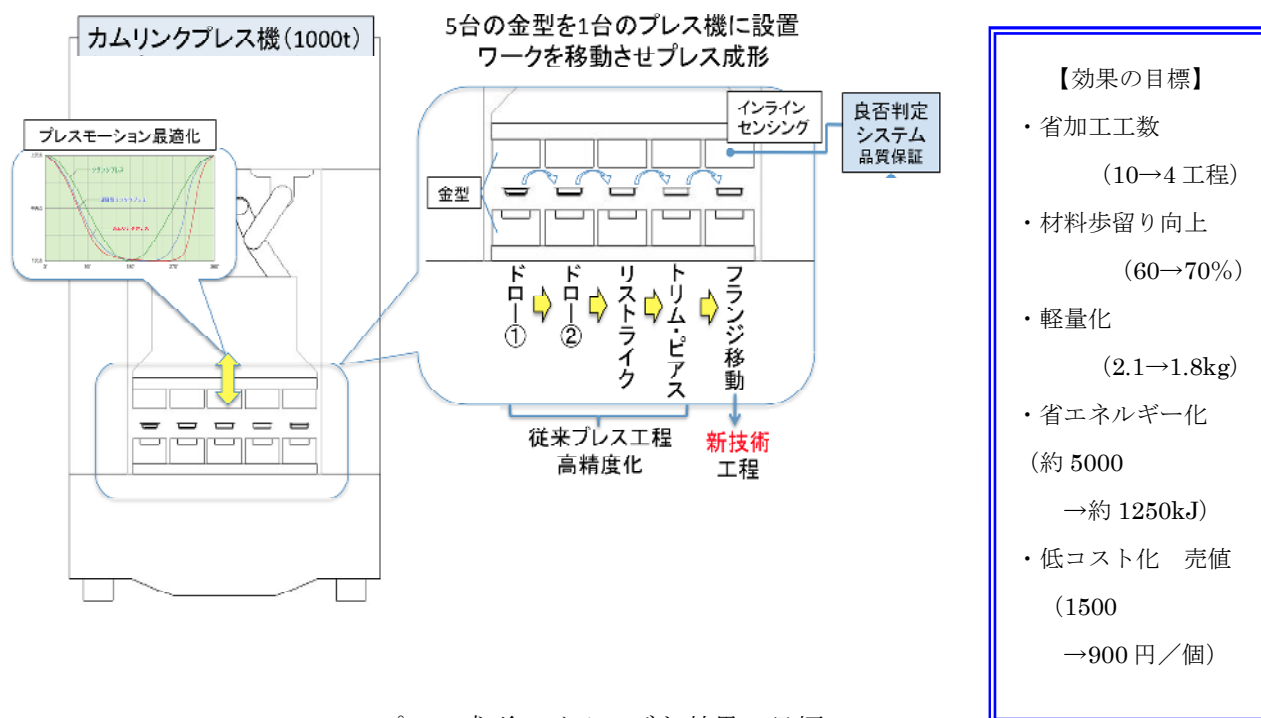 カムリンクプレス機（1000t）
プレスモーション最適化
5台の金型を1台のプレス機に設置
ワークを移動させプレス成形
インライン
センシング
良否判定
システム
品質保証
金型
ドロー①
ドロー②
リストライク
トリム・ピアス
フランジ移動
従来プレス工程
高精度化
新技術
工程
【効果の目標】
・省加工工数
（10→4 工程）
・材料歩留り向上
（60→70%）
・軽量化
（2.1→1.8kg）
・省エネルギー化
（約 5000
→約 1250kJ）
・低コスト化　売値
（1500
→900 円／個）